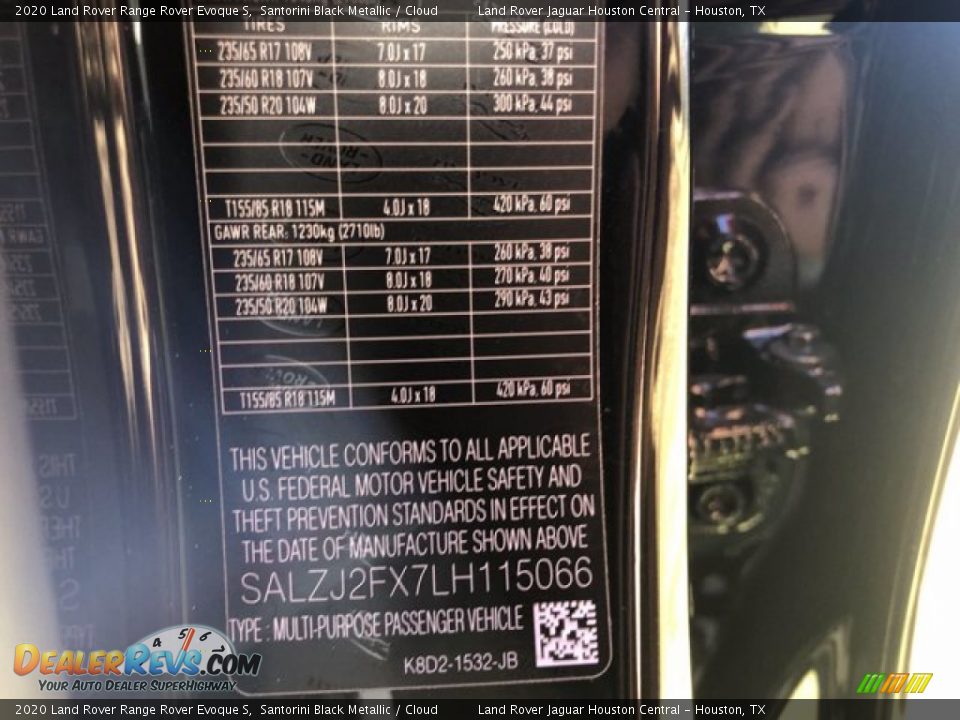 2020 Land Rover Range Rover Evoque S, Santorini Black Metallic / Cloud Land Rover Jaguar Houston Central - Houston, TX
TIRES RIMS PRESSURE (COLD)
235/65 R17 108V 7.0J x 17 250 kPa, 37 psi
235/60 R18 107V 8.0J x 18 260 kPa, 38 psi
235/50 R20 104W 8.0J x 20 300 kPa, 44 psi
T155/85 R18 115M 4.0J x 18 420 kPa, 60 psi
GAWR REAR: 1230kg (2710lb)
235/65 R17 108V 7.0J x 17 260 kPa, 38 psi
235/60 R18 107V 8.0J x 18 270 kPa, 40 psi
235/50 R20 104W 8.0J x 20 290 kPa, 43 psi
T155/85 R18 115M 4.0J x 18 420 kPa, 60 psi
THIS VEHICLE CONFORMS TO ALL APPLICABLE
U.S. FEDERAL MOTOR VEHICLE SAFETY AND
THEFT PREVENTION STANDARDS IN EFFECT ON
THE DATE OF MANUFACTURE SHOWN ABOVE
SALZJ2FX7LH115066
TYPE : MULTI-PURPOSE PASSENGER VEHICLE
K8D2-1532-JB
4 5 6
DEALERREVS.COM
YOUR AUTO DEALER SUPERHIGHWAY
2020 Land Rover Range Rover Evoque S, Santorini Black Metallic / Cloud Land Rover Jaguar Houston Central - Houston, TX